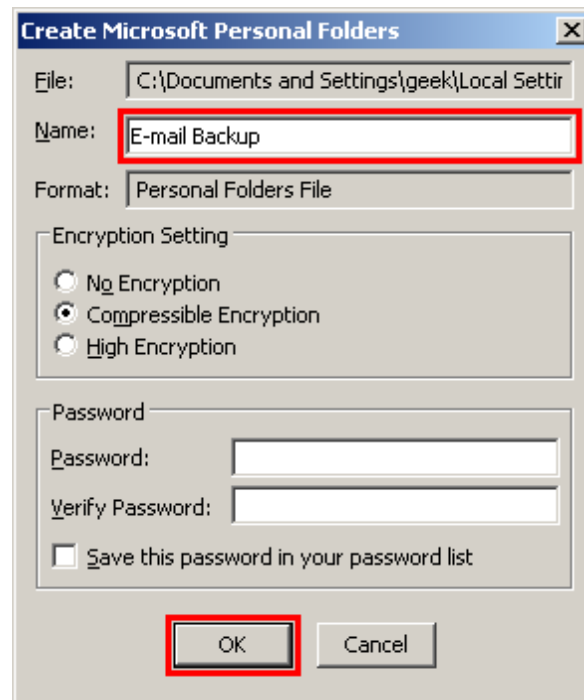 Create Microsoft Personal Folders
File: C:\Documents and Settings\geek\Local Settin
Name: E-mail Backup
Format: Personal Folders File
Encryption Setting
No Encryption
Compressible Encryption
High Encryption
Password
Password:
Verify Password:
Save this password in your password list
OK Cancel